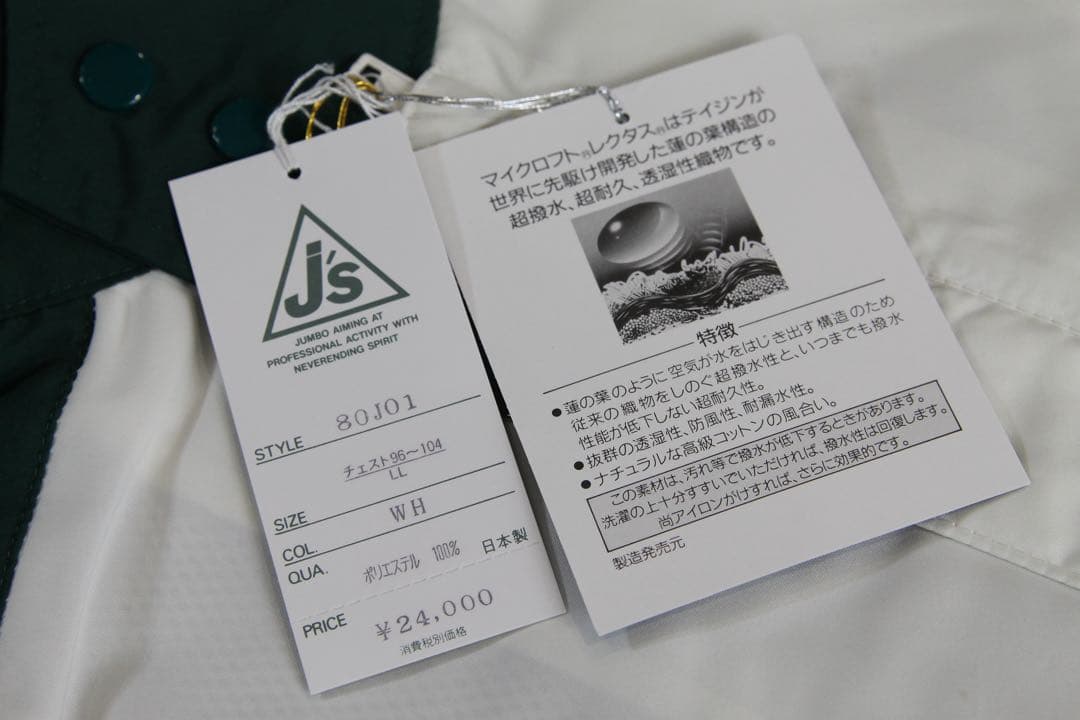 J's
JUMBO AIMING AT
PROFESSIONAL ACTIVITY WITH
NEVERENDING SPIRIT
STYLE 80J01
チェスト96～104
SIZE LL
COL. WH
QUA. ポリエステル 100% 日本製
PRICE ¥24,000
消費税別価格
マイクロフト®レクタス®はテイジンが
世界に先駆け開発した蓮の葉構造の
超撥水、超耐久、透湿性織物です。
特徴
●蓮の葉のように空気が水をはじき出す構造のため
従来の織物をしのぐ超撥水性と、いつまでも撥水
性能が低下しない超耐久性。
●抜群の透湿性、防風性、耐漏水性。
●ナチュラルな高級コットンの風合い。
この素材は、汚れ等で撥水が低下するときがあります。
洗濯の上十分すすいでいただければ、撥水性は回復します。
尚アイロンがけすれば、さらに効果的です。
製造発売元